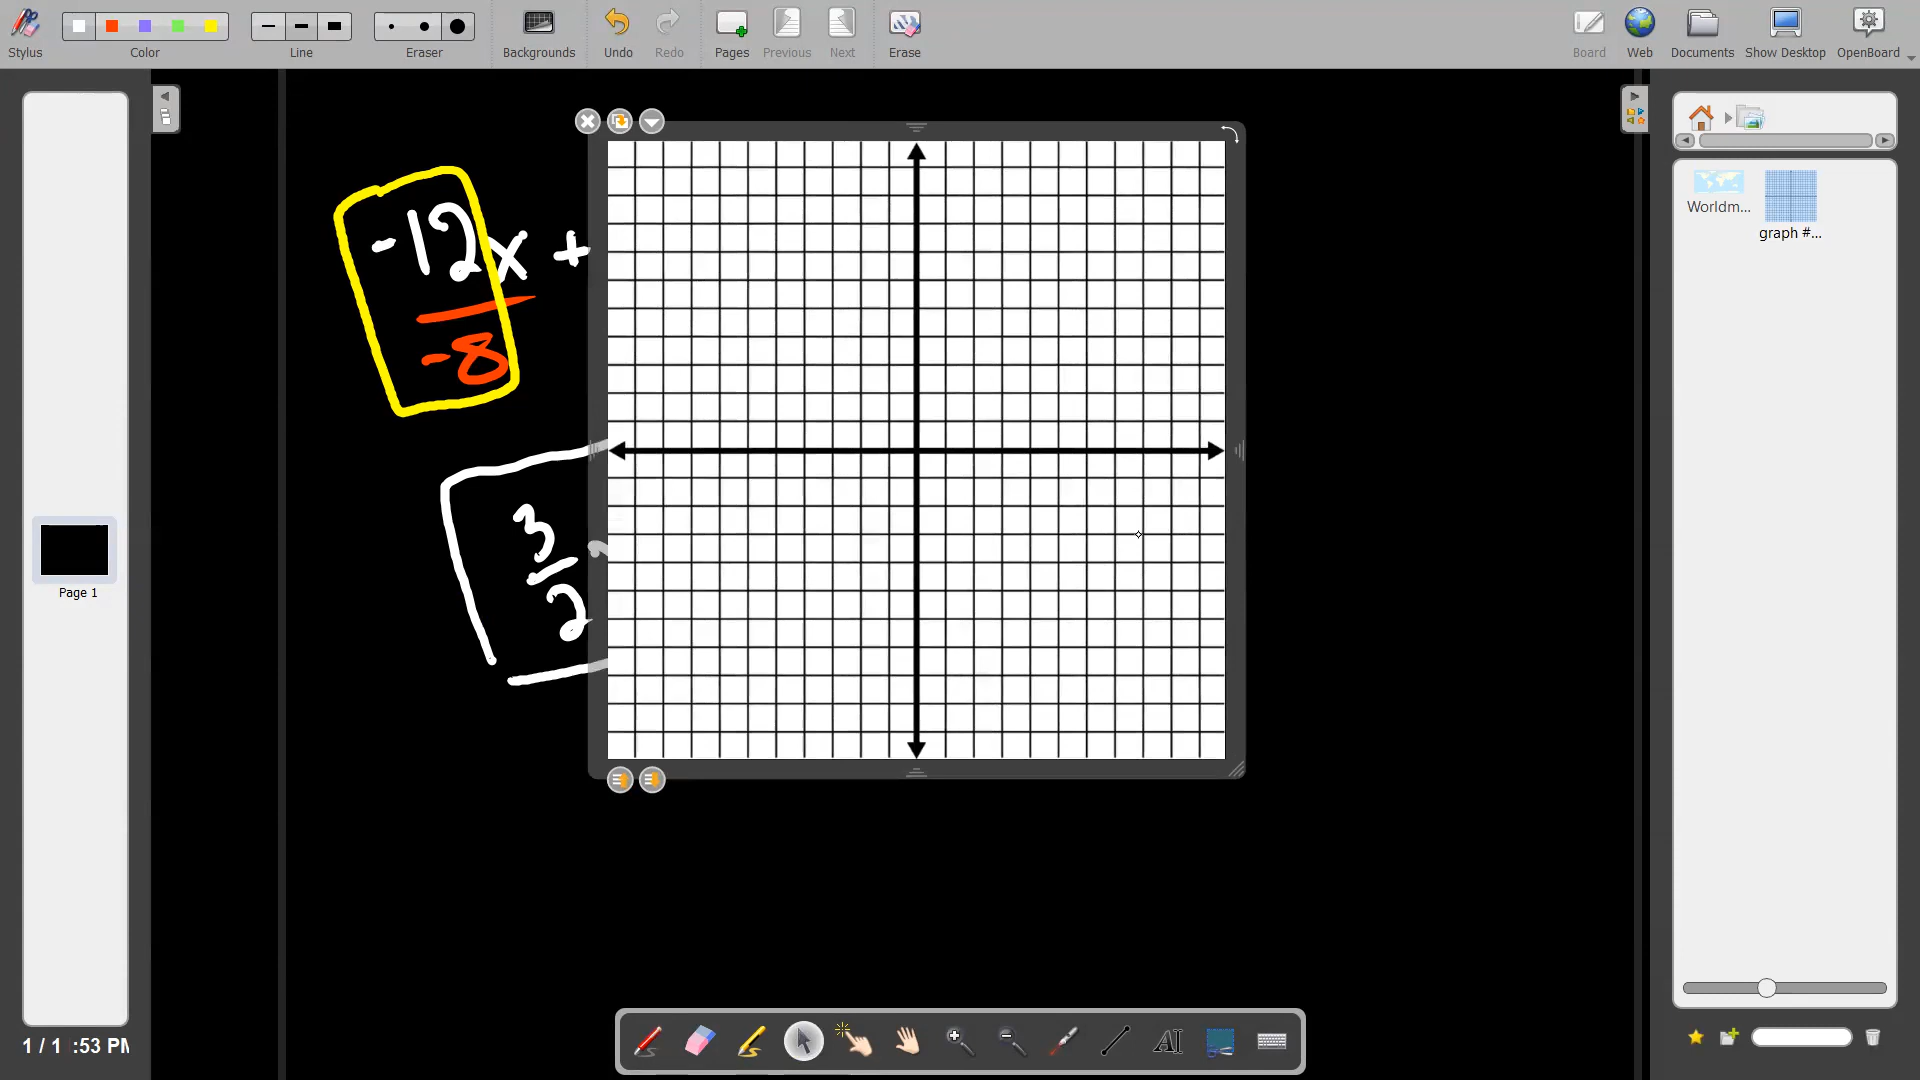 Stylus Color Line Eraser Backgrounds Undo Redo Pages Previous Next Erase Board Web Documents Show Desktop OpenBoard
-12x +
-8
3
2
Worldm...
graph #...
Page 1
1 / 1 :53 PM
AI